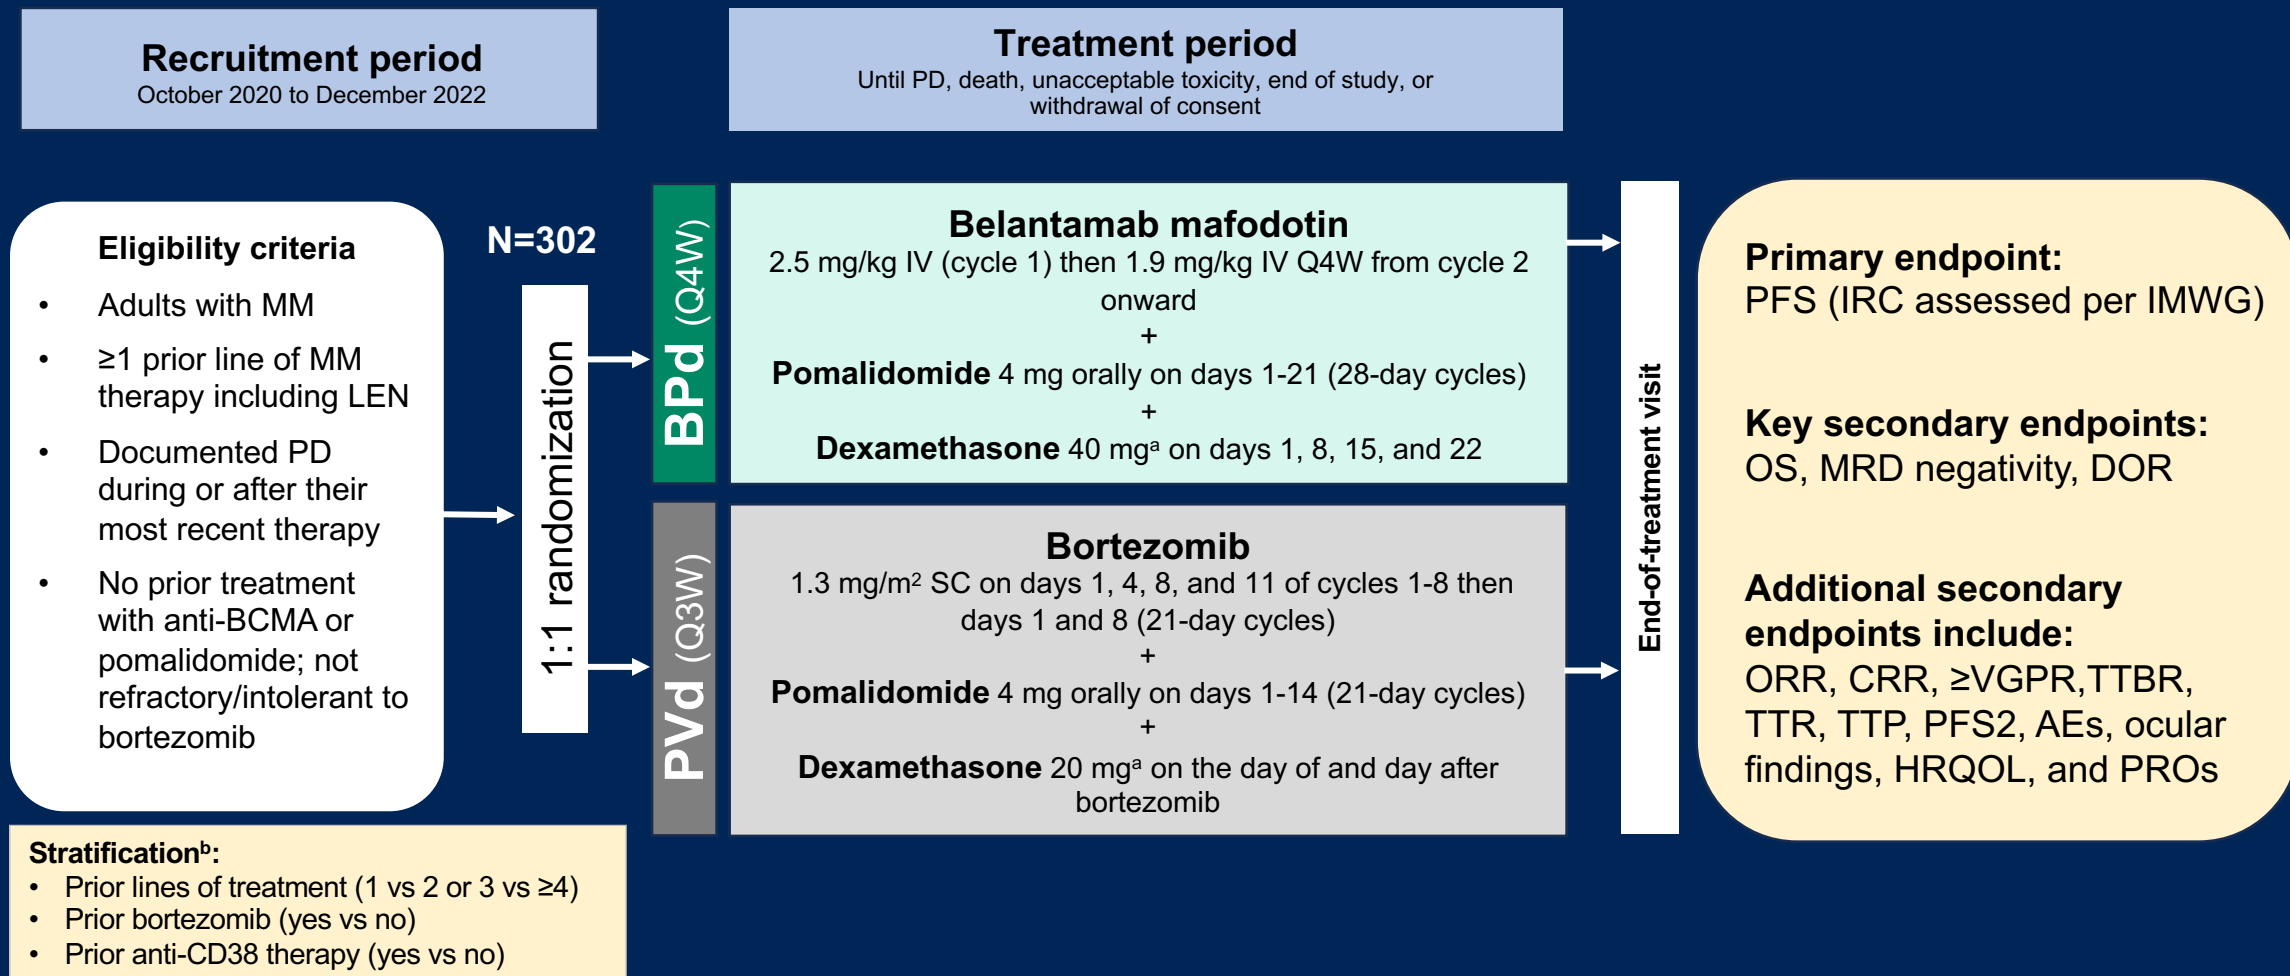 Recruitment period
October 2020 to December 2022
Treatment period
Until PD, death, unacceptable toxicity, end of study, or
withdrawal of consent
Eligibility criteria
• Adults with MM
• ≥1 prior line of MM
therapy including LEN
• Documented PD
during or after their
most recent therapy
• No prior treatment
with anti-BCMA or
pomalidomide; not
refractory/intolerant to
bortezomib
N=302
1:1 randomization
BPd (Q4W)
Belantamab mafodotin
2.5 mg/kg IV (cycle 1) then 1.9 mg/kg IV Q4W from cycle 2
onward
+
Pomalidomide 4 mg orally on days 1-21 (28-day cycles)
+
Dexamethasone 40 mgᵃ on days 1, 8, 15, and 22
PVd (Q3W)
Bortezomib
1.3 mg/m² SC on days 1, 4, 8, and 11 of cycles 1-8 then
days 1 and 8 (21-day cycles)
+
Pomalidomide 4 mg orally on days 1-14 (21-day cycles)
+
Dexamethasone 20 mgᵃ on the day of and day after
bortezomib
End-of-treatment visit
Primary endpoint:
PFS (IRC assessed per IMWG)
Key secondary endpoints:
OS, MRD negativity, DOR
Additional secondary
endpoints include:
ORR, CRR, ≥VGPR,TTBR,
TTR, TTP, PFS2, AEs, ocular
findings, HRQOL, and PROs
Stratificationᵇ:
• Prior lines of treatment (1 vs 2 or 3 vs ≥4)
• Prior bortezomib (yes vs no)
• Prior anti-CD38 therapy (yes vs no)